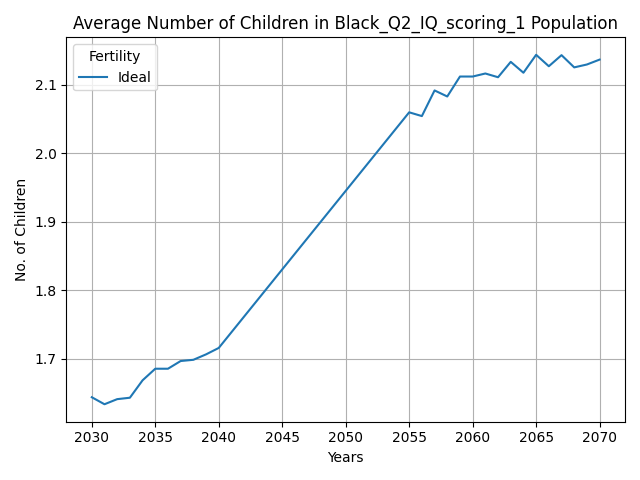 Average Number of Children in Black_Q2_IQ_scoring_1 Population
Fertility
Ideal
No. of Children
2.1
2.0
1.9
1.8
1.7
2030 2035 2040 2045 2050 2055 2060 2065 2070
Years